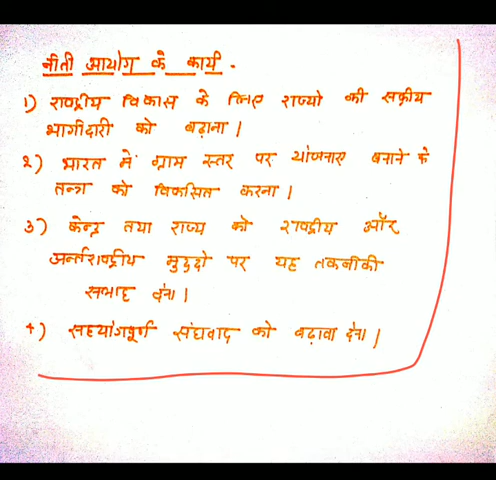 नीती आयोग के कार्य .
1) राष्ट्रीय विकास के लिए राज्यो की सक्रीय
भागीदारी को बढ़ाना |
2) भारत में ग्राम स्तर पर योजनाए बनाने के
तन्त्र को विकसित करना |
3) केन्द्र तथा राज्य को राष्ट्रीय और
अर्न्तराष्ट्रीय मुद्दो पर यह तकनीकी
सलाह देना |
4) सहयोगपूर्ण संघवाद को बढ़ावा देना |